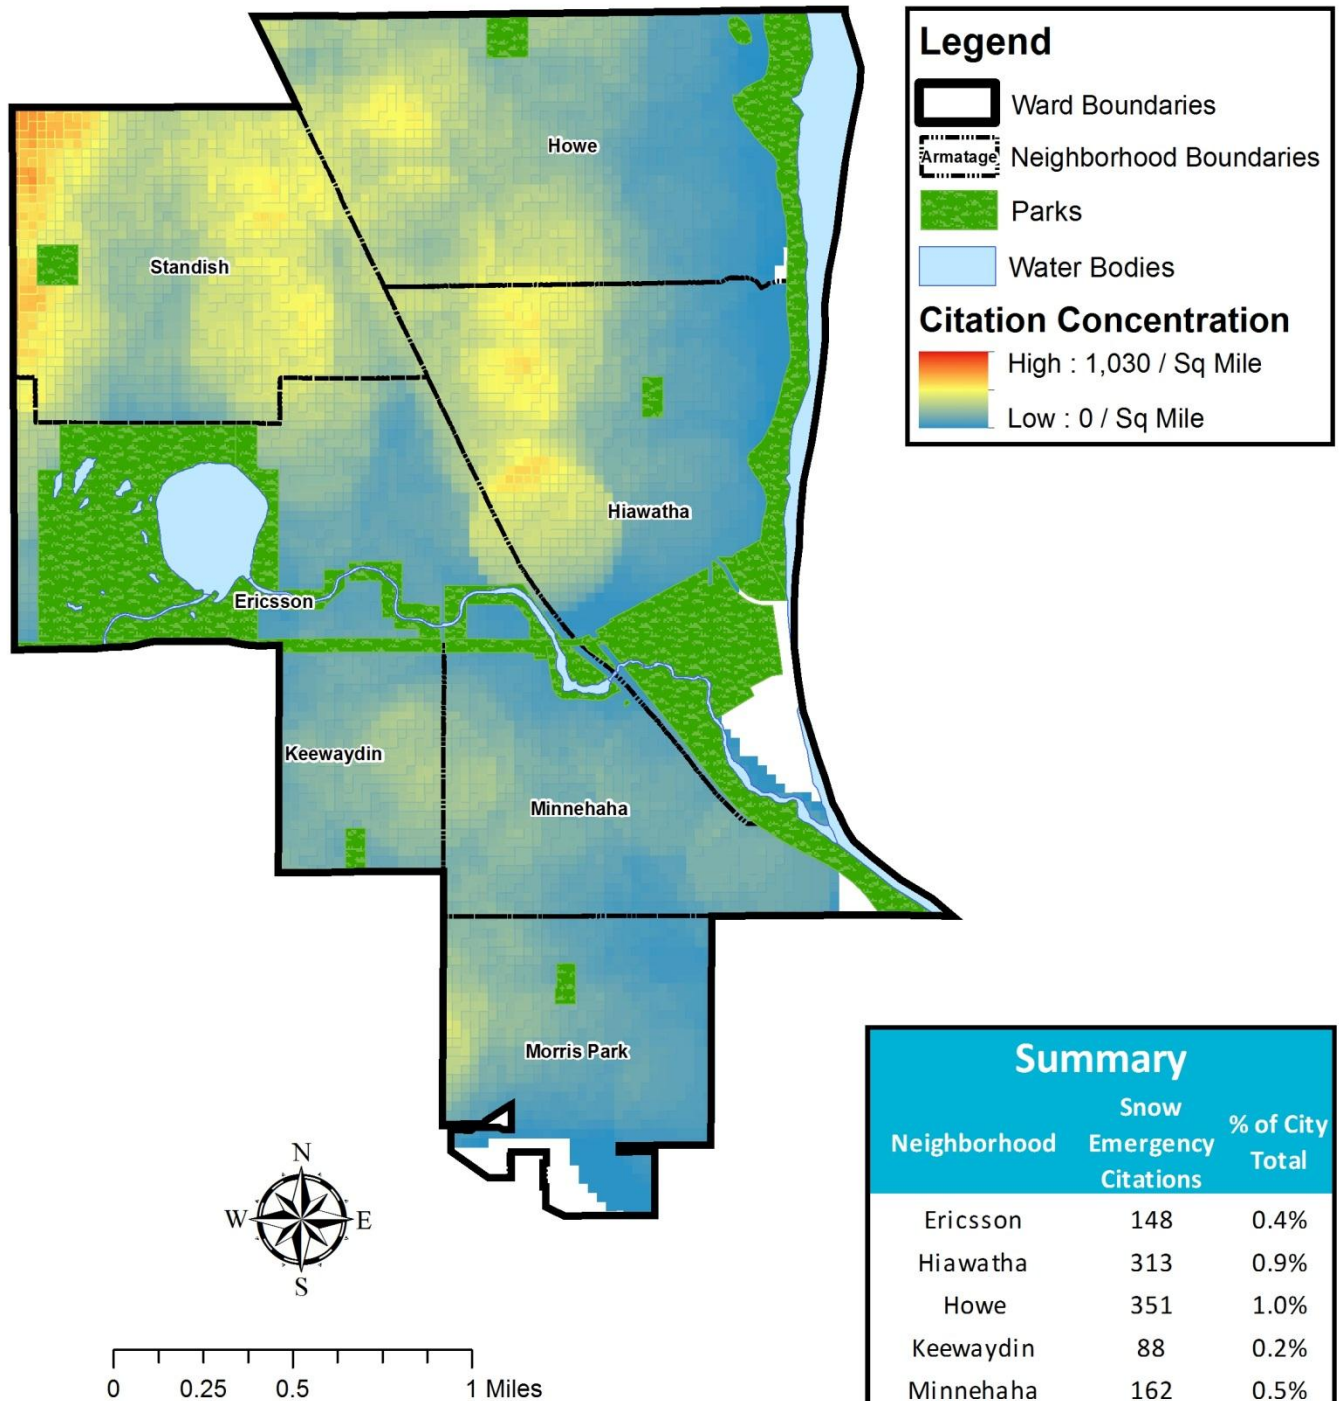 Legend
Ward Boundaries
Armatage
Neighborhood Boundaries
Parks
Water Bodies
Citation Concentration
High : 1,030 / Sq Mile
Low : 0 / Sq Mile
Howe
Standish
Hiawatha
Ericsson
Keewaydin
Minnehaha
Morris Park
N
W E
S
0 0.25 0.5 1 Miles
Summary
Neighborhood Snow Emergency Citations % of City Total
Ericsson 148 0.4%
Hiawatha 313 0.9%
Howe 351 1.0%
Keewaydin 88 0.2%
Minnehaha 162 0.5%